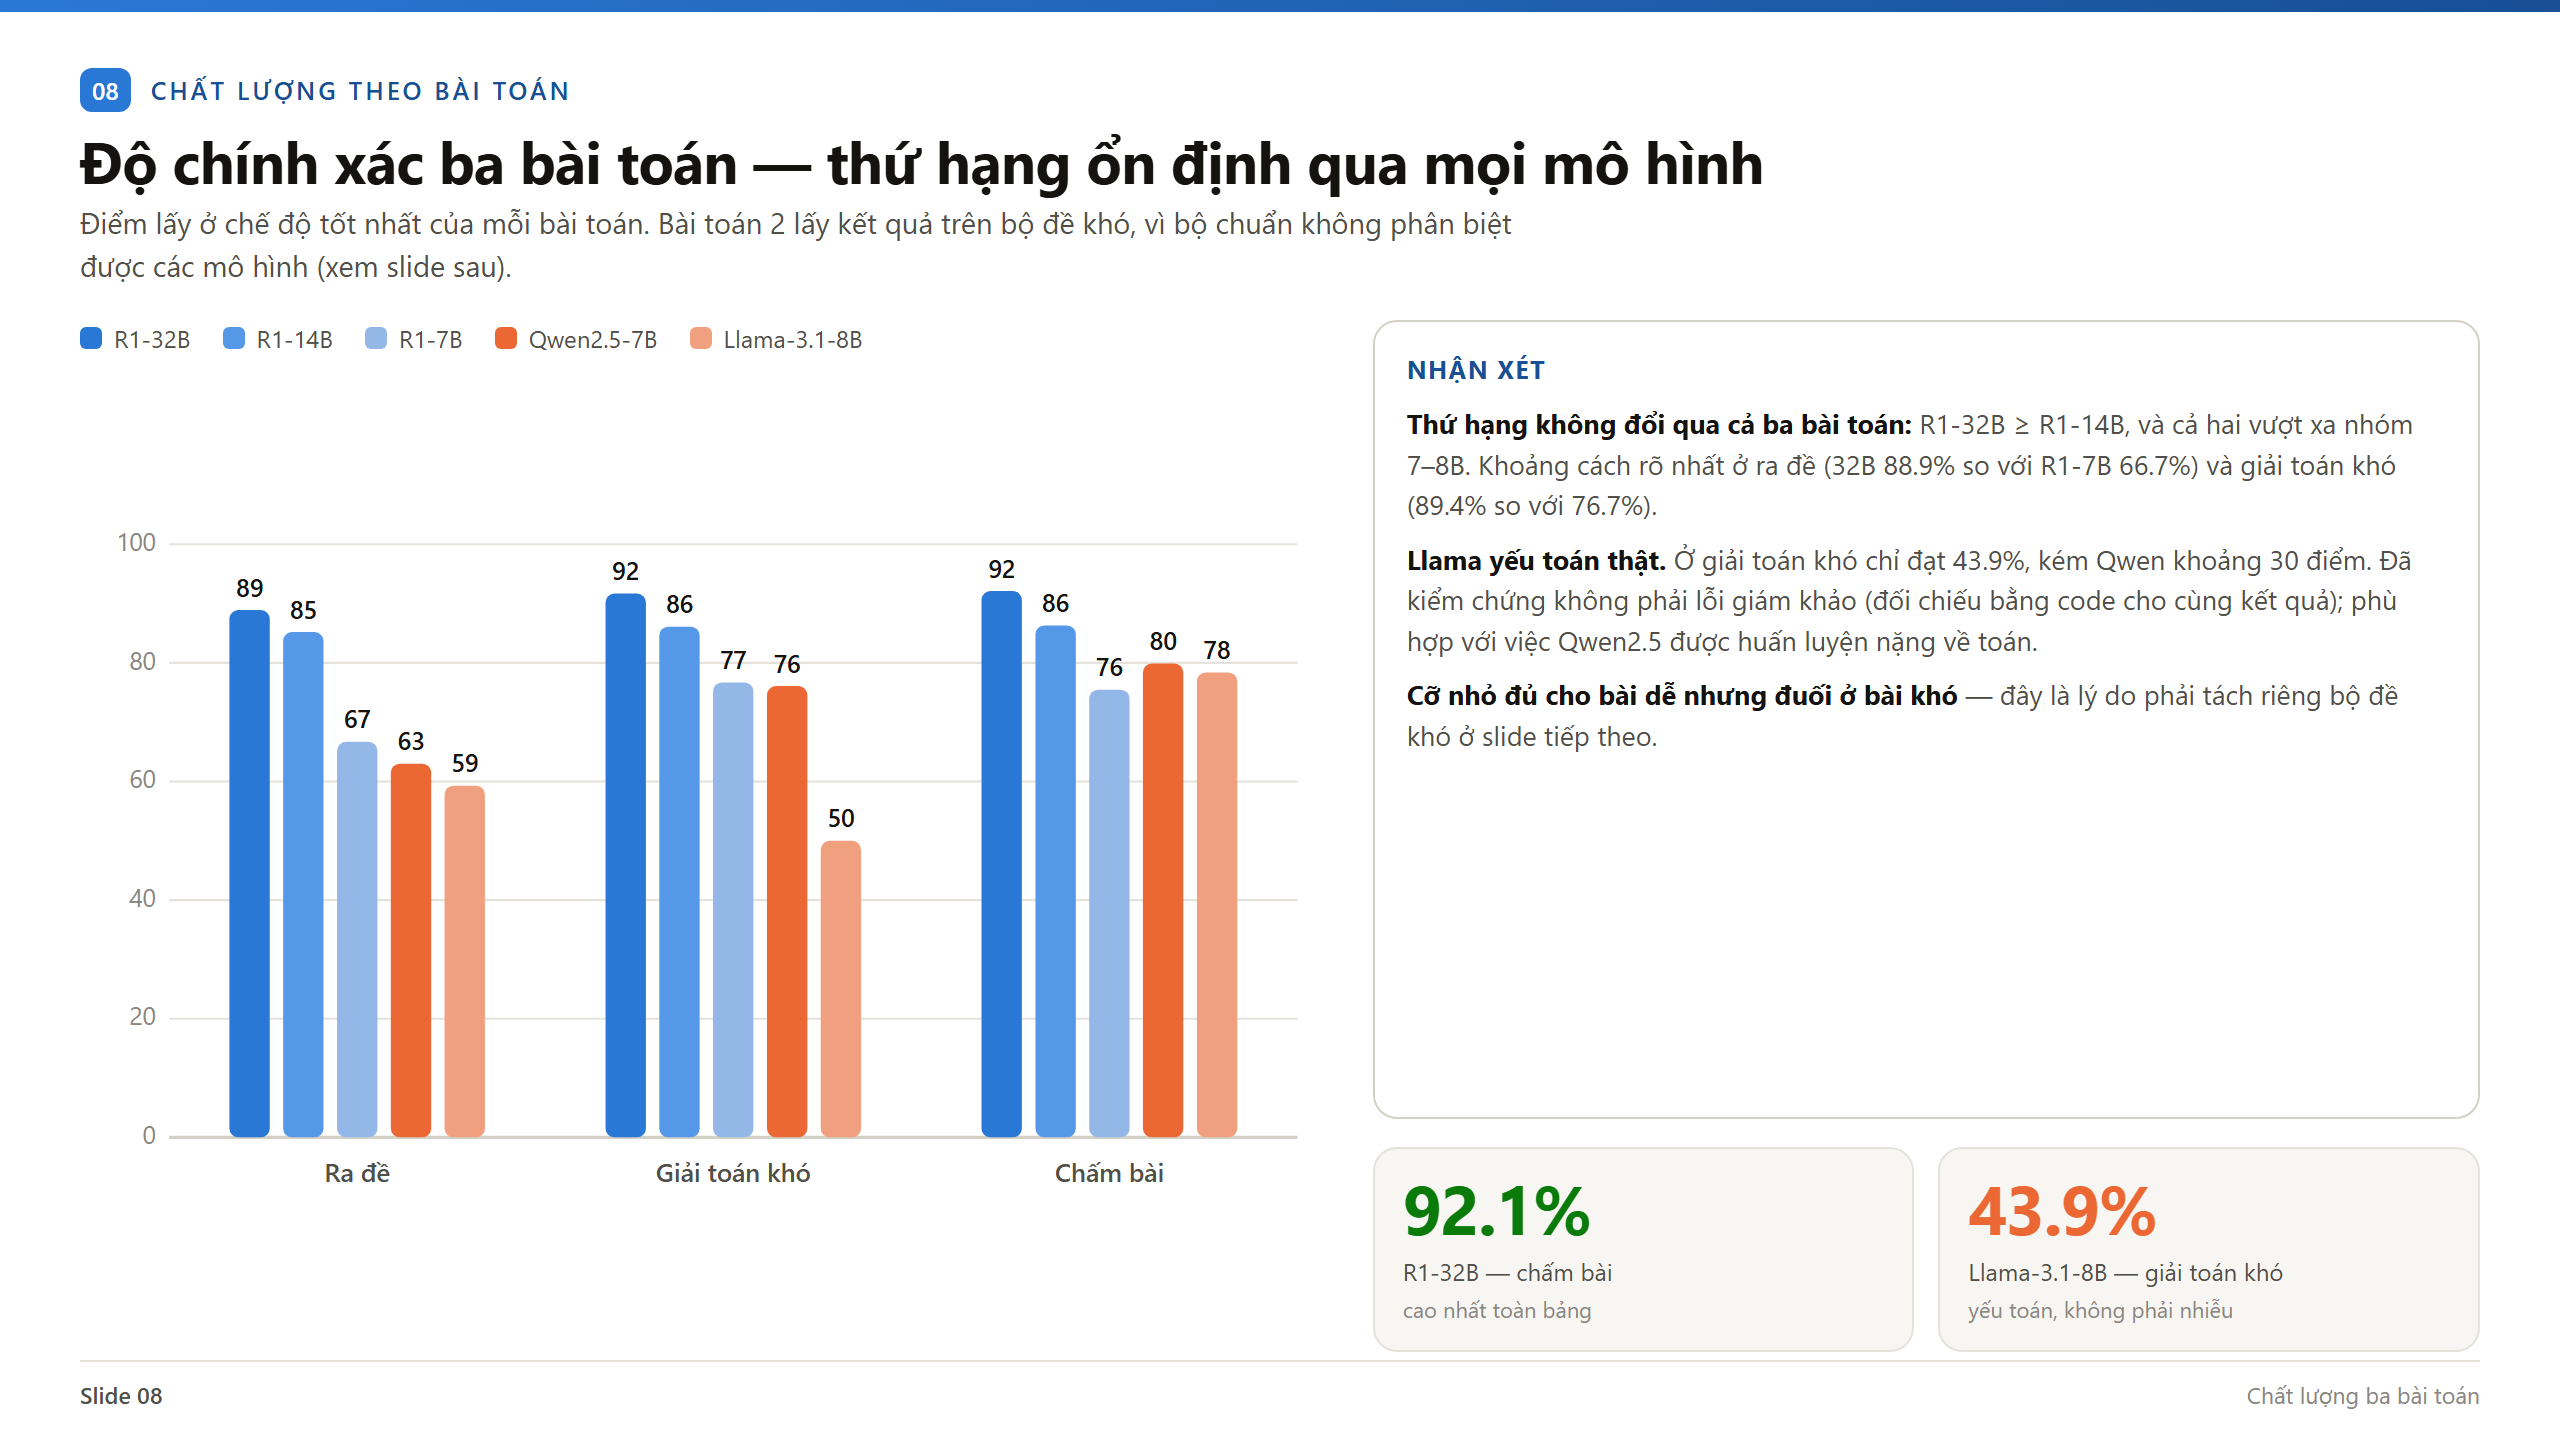 08 CHẤT LƯỢNG THEO BÀI TOÁN
Độ chính xác ba bài toán — thứ hạng ổn định qua mọi mô hình
Điểm lấy ở chế độ tốt nhất của mỗi bài toán. Bài toán 2 lấy kết quả trên bộ đề khó, vì bộ chuẩn không phân biệt
được các mô hình (xem slide sau).
R1-32B R1-14B R1-7B Qwen2.5-7B Llama-3.1-8B
100
80
60
40
20
0
89 85 67 63 59
92 86 77 76 50
92 86 76 80 78
Ra đề Giải toán khó Chấm bài
NHẬN XÉT
Thứ hạng không đổi qua cả ba bài toán: R1-32B ≥ R1-14B, và cả hai vượt xa nhóm
7–8B. Khoảng cách rõ nhất ở ra đề (32B 88.9% so với R1-7B 66.7%) và giải toán khó
(89.4% so với 76.7%).
Llama yếu toán thật. Ở giải toán khó chỉ đạt 43.9%, kém Qwen khoảng 30 điểm. Đã
kiểm chứng không phải lỗi giám khảo (đối chiếu bằng code cho cùng kết quả); phù
hợp với việc Qwen2.5 được huấn luyện nặng về toán.
Cỡ nhỏ đủ cho bài dễ nhưng đuối ở bài khó — đây là lý do phải tách riêng bộ đề
khó ở slide tiếp theo.
92.1%
R1-32B — chấm bài
cao nhất toàn bảng
43.9%
Llama-3.1-8B — giải toán khó
yếu toán, không phải nhiễu
Slide 08
Chất lượng ba bài toán